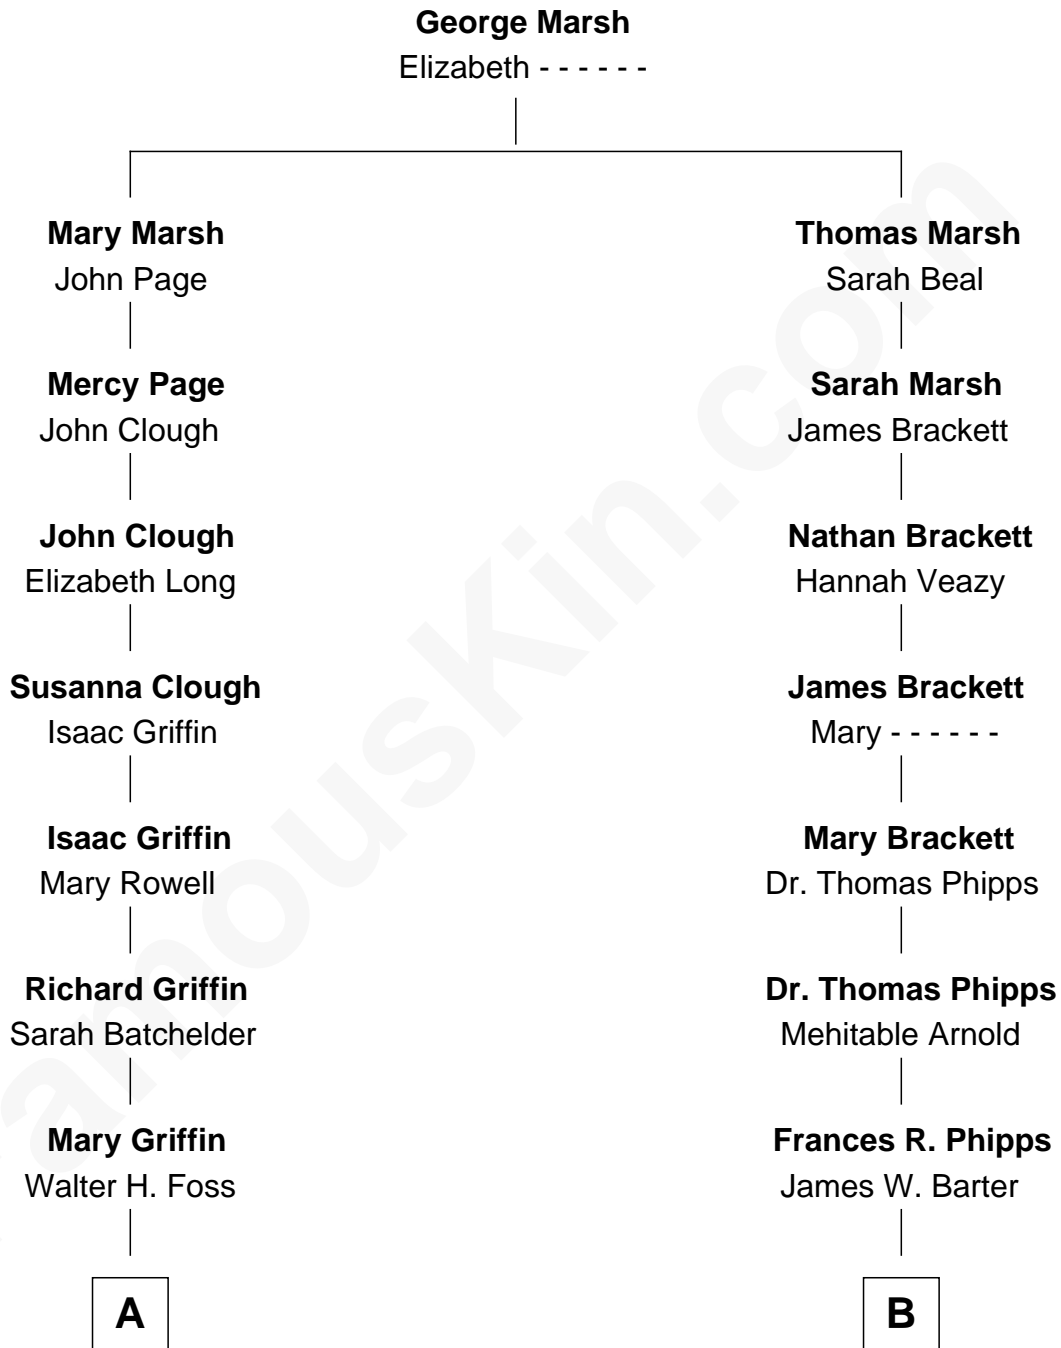 George Marsh
Elizabeth - - - - - -
Mary Marsh
John Page
Thomas Marsh
Sarah Beal
Mercy Page
John Clough
Sarah Marsh
James Brackett
John Clough
Elizabeth Long
Nathan Brackett
Hannah Veazy
Susanna Clough
Isaac Griffin
James Brackett
Mary - - - - - -
Isaac Griffin
Mary Rowell
Mary Brackett
Dr. Thomas Phipps
Richard Griffin
Sarah Batchelder
Dr. Thomas Phipps
Mehitable Arnold
Mary Griffin
Walter H. Foss
Frances R. Phipps
James W. Barter
A
B
amouskin.com